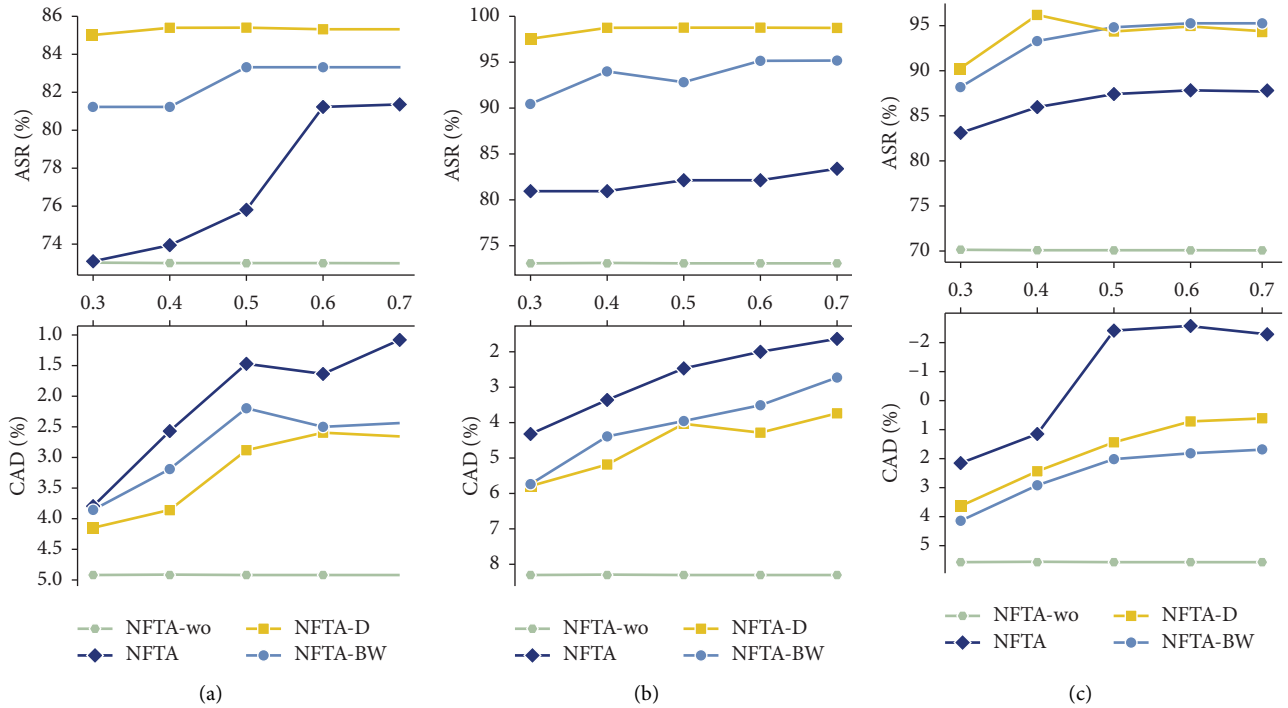 86
84
82
80
78
76
74
ASR (%)
0.3 0.4 0.5 0.6 0.7
1.0
1.5
2.0
2.5
3.0
3.5
4.0
4.5
5.0
CAD (%)
NFTA-wo NFTA-D
NFTA NFTA-BW
(a)
100
95
90
85
80
75
ASR (%)
0.3 0.4 0.5 0.6 0.7
2
3
4
5
6
7
8
CAD (%)
NFTA-wo NFTA-D
NFTA NFTA-BW
(b)
95
90
85
80
75
70
ASR (%)
0.3 0.4 0.5 0.6 0.7
−2
−1
0
1
2
3
4
5
CAD (%)
NFTA-wo NFTA-D
NFTA NFTA-BW
(c)